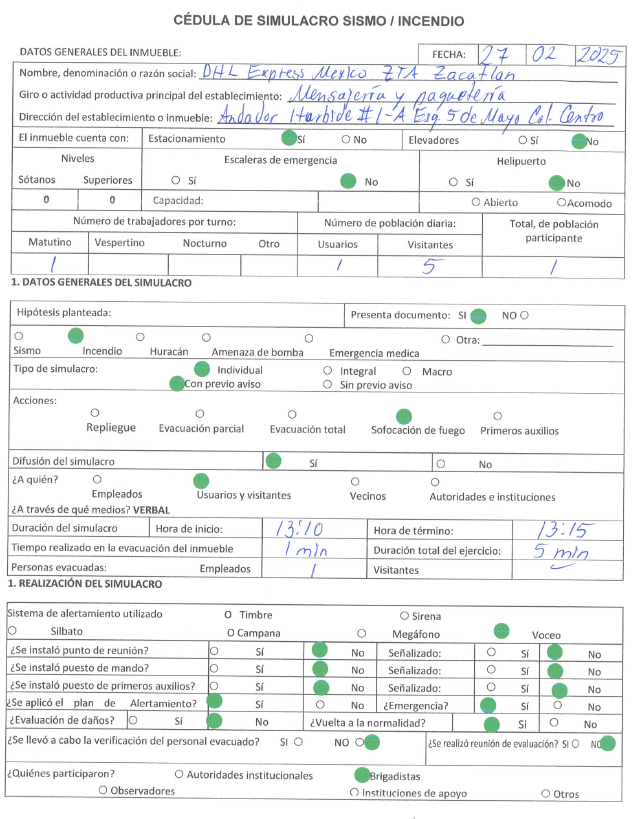 CÉDULA DE SIMULACRO SISMO / INCENDIO
DATOS GENERALES DEL INMUEBLE: FECHA: 27 02 2025
Nombre, denominación o razón social: DHL Express Mexico ZTA Zacatlan
Giro o actividad productiva principal del establecimiento: Mensajería y paquetería
Dirección del establecimiento o inmueble: Andador Iturbide #1-A Esq. 5 de Mayo Col. Centro
El inmueble cuenta con: Estacionamiento Sí No Elevadores Sí No
Niveles Escaleras de emergencia Helipuerto
Sótanos Superiores Sí No Sí No
0 0 Capacidad: Abierto Acomodo
Número de trabajadores por turno: Número de población diaria: Total, de población participante
Matutino Vespertino Nocturno Otro Usuarios Visitantes
1 1 5 1
1. DATOS GENERALES DEL SIMULACRO
Hipótesis planteada: Presenta documento: SI NO
Sismo Incendio Huracán Amenaza de bomba Emergencia medica Otra:
Tipo de simulacro: Individual Integral Macro
Con previo aviso Sin previo aviso
Acciones:
Repliegue Evacuación parcial Evacuación total Sofocación de fuego Primeros auxilios
Difusión del simulacro Sí No
¿A quién? Empleados Usuarios y visitantes Vecinos Autoridades e instituciones
¿A través de qué medios? VERBAL
Duración del simulacro Hora de inicio: 13:10 Hora de término: 13:15
Tiempo realizado en la evacuación del inmueble 1 min Duración total del ejercicio: 5 min
Personas evacuadas: Empleados 1 Visitantes
1. REALIZACIÓN DEL SIMULACRO
Sistema de alertamiento utilizado Timbre Sirena
Silbato Campana Megáfono Voceo
¿Se instaló punto de reunión? Sí No Señalizado: Sí No
¿Se instaló puesto de mando? Sí No Señalizado: Sí No
¿Se instaló puesto de primeros auxilios? Sí No Señalizado: Sí No
¿Se aplicó el plan de Alertamiento? Sí No ¿Emergencia? Sí No
¿Evaluación de daños? Sí No ¿Vuelta a la normalidad? Sí No
¿Se llevó a cabo la verificación del personal evacuado? SI NO ¿Se realizó reunión de evaluación? SI NO
¿Quiénes participaron? Autoridades institucionales Brigadistas
Observadores Instituciones de apoyo Otros